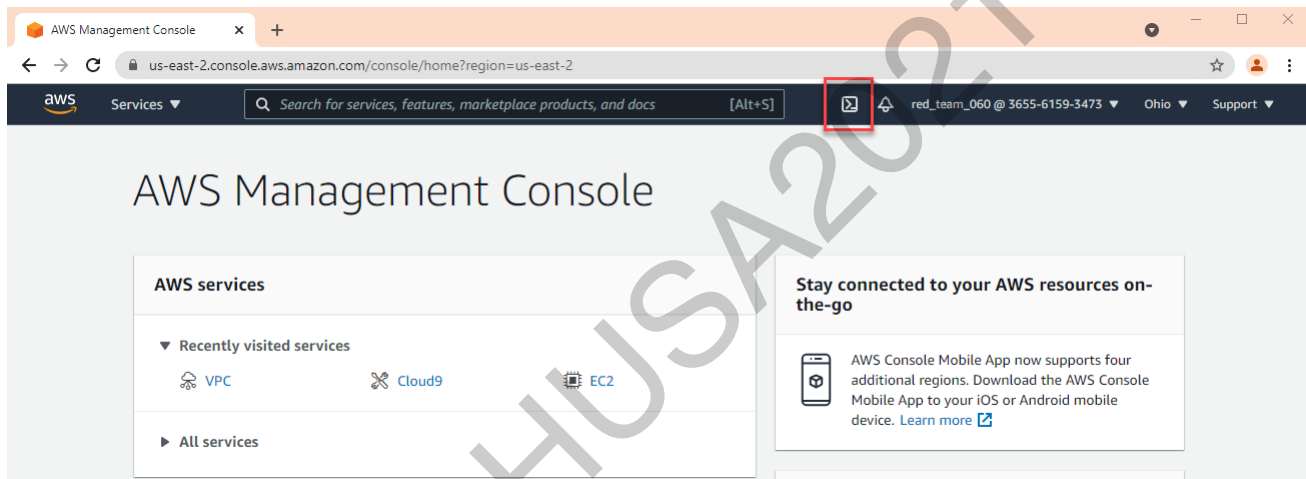 AWS Management Console
us-east-2.console.aws.amazon.com/console/home?region=us-east-2
aws Services ▼ Search for services, features, marketplace products, and docs [Alt+S] red_team_060 @ 3655-6159-3473 ▼ Ohio ▼ Support ▼
AWS Management Console
AWS services
▼ Recently visited services
VPC Cloud9 EC2
▶ All services
Stay connected to your AWS resources on-
the-go
AWS Console Mobile App now supports four
additional regions. Download the AWS Console
Mobile App to your iOS or Android mobile
device. Learn more
HUSA2021